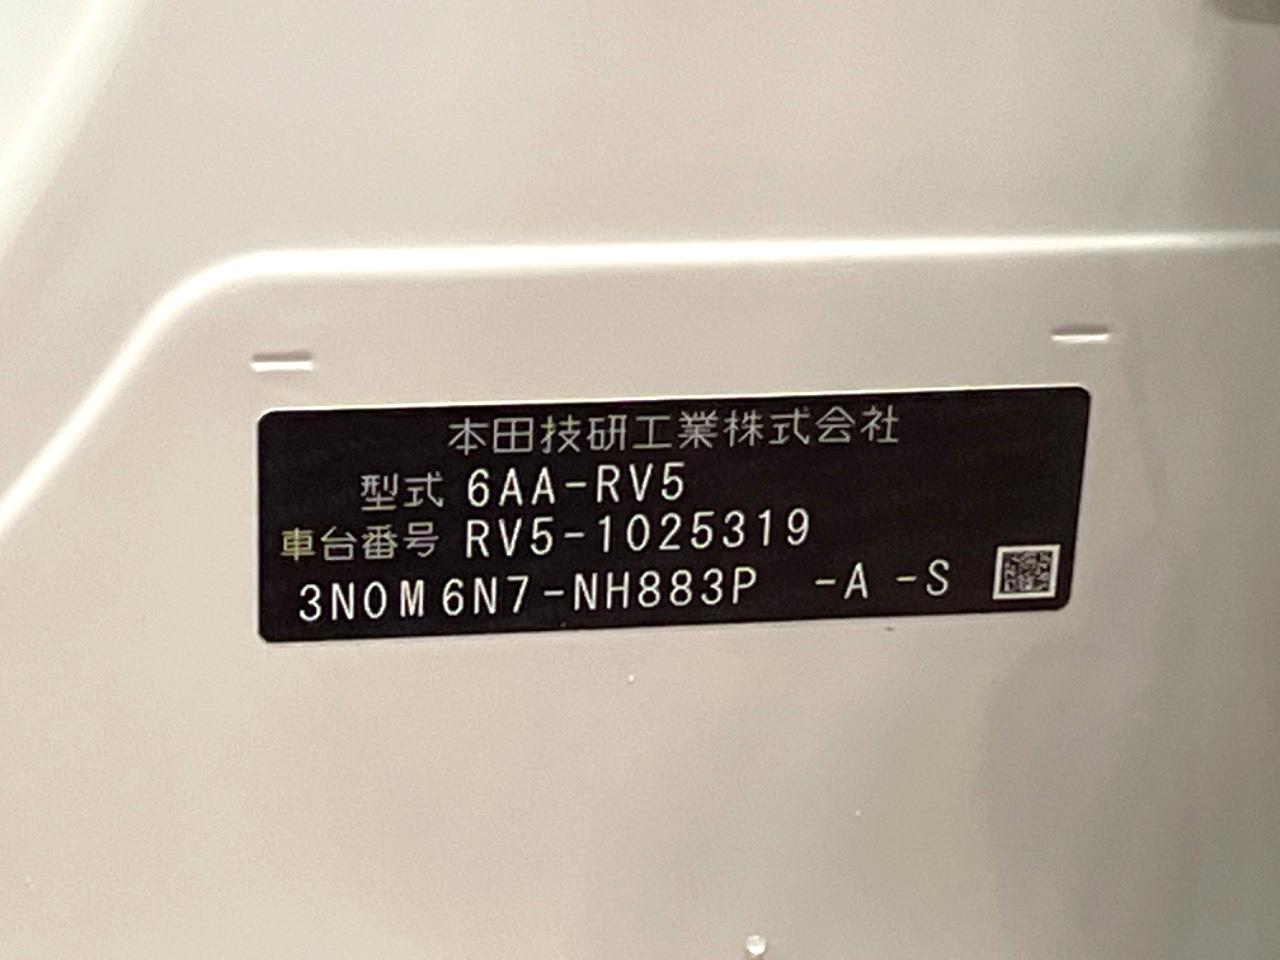 本田技研工業株式会社
型式 6AA-RV5
車台番号 RV5-1025319
3N0M6N7-NH883P -A -S